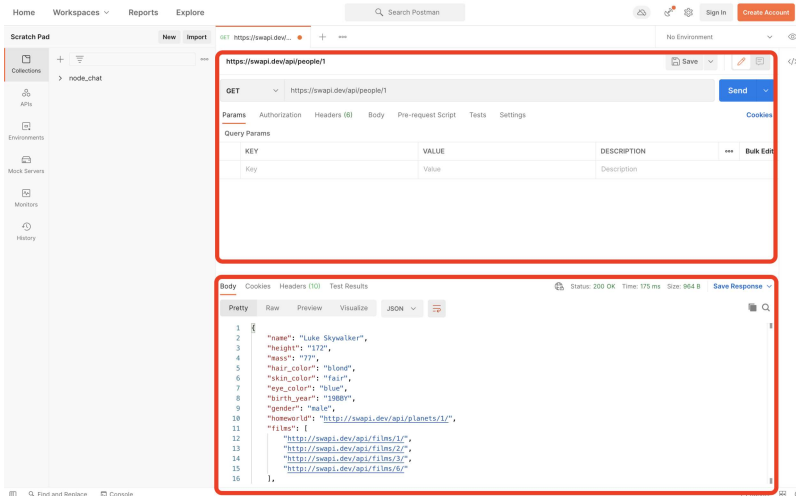 Home Workspaces Reports Explore Search Postman Sign In Create Account
Scratch Pad New Import GET https://swapi.dev/... No Environment
Collections
node_chat
APIs
Environments
Mock Servers
Monitors
History
https://swapi.dev/api/people/1 Save
GET https://swapi.dev/api/people/1 Send
Params Authorization Headers (6) Body Pre-request Script Tests Settings Cookies
Query Params
KEY VALUE DESCRIPTION Bulk Edit
Key Value Description
Body Cookies Headers (10) Test Results Status: 200 OK Time: 175 ms Size: 964 B Save Response
Pretty Raw Preview Visualize JSON
1 {
2 "name": "Luke Skywalker",
3 "height": "172",
4 "mass": "77",
5 "hair_color": "blond",
6 "skin_color": "fair",
7 "eye_color": "blue",
8 "birth_year": "19BBY",
9 "gender": "male",
10 "homeworld": "http://swapi.dev/api/planets/1/",
11 "films": [
12 "http://swapi.dev/api/films/1/",
13 "http://swapi.dev/api/films/2/",
14 "http://swapi.dev/api/films/3/",
15 "http://swapi.dev/api/films/6/"
16 ],
Find and Replace Console